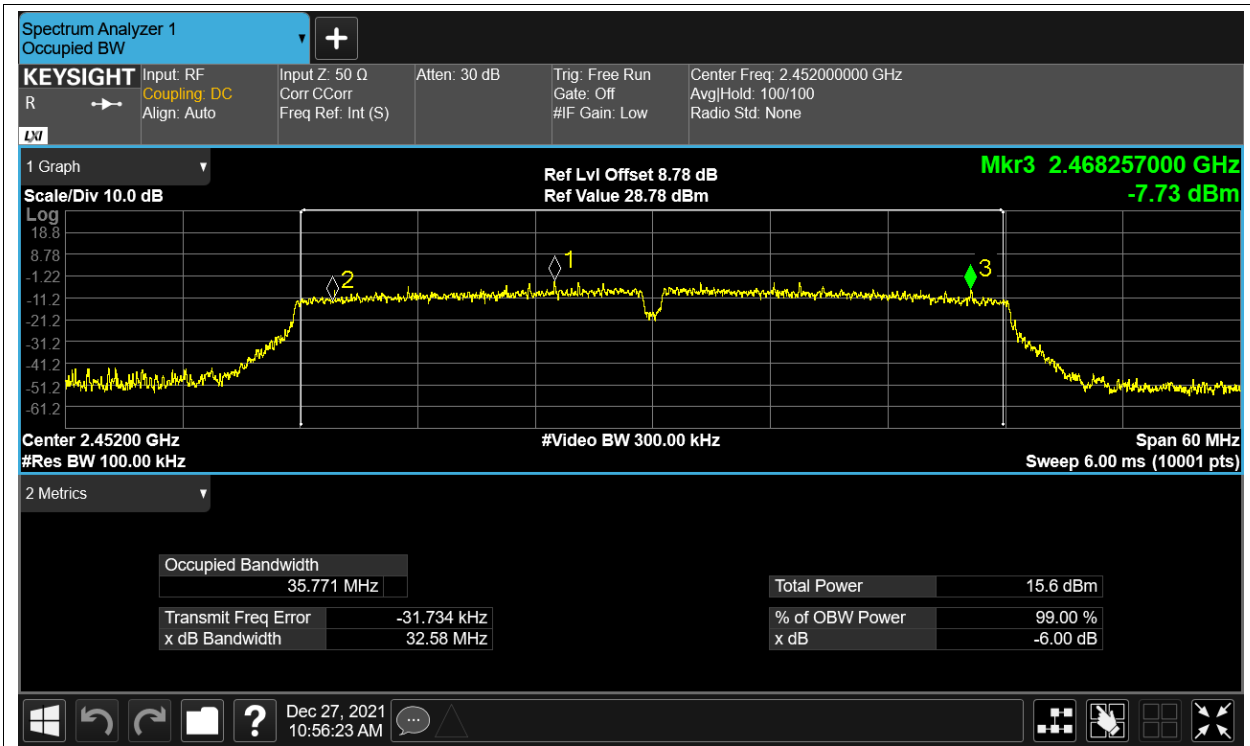 Spectrum Analyzer 1
Occupied BW
KEYSIGHT
R
LXI
Input: RF
Coupling: DC
Align: Auto
Input Z: 50 Ω
Corr CCorr
Freq Ref: Int (S)
Atten: 30 dB
Trig: Free Run
Gate: Off
#IF Gain: Low
Center Freq: 2.452000000 GHz
Avg|Hold: 100/100
Radio Std: None
1 Graph
Scale/Div 10.0 dB
Ref Lvl Offset 8.78 dB
Ref Value 28.78 dBm
Mkr3 2.468257000 GHz
-7.73 dBm
Log
18.8
8.78
-1.22
-11.2
-21.2
-31.2
-41.2
-51.2
-61.2
2
1
3
Center 2.45200 GHz
#Res BW 100.00 kHz
#Video BW 300.00 kHz
Span 60 MHz
Sweep 6.00 ms (10001 pts)
2 Metrics
Occupied Bandwidth
35.771 MHz
Transmit Freq Error -31.734 kHz
x dB Bandwidth 32.58 MHz
Total Power 15.6 dBm
% of OBW Power 99.00 %
x dB -6.00 dB
?
Dec 27, 2021
10:56:23 AM